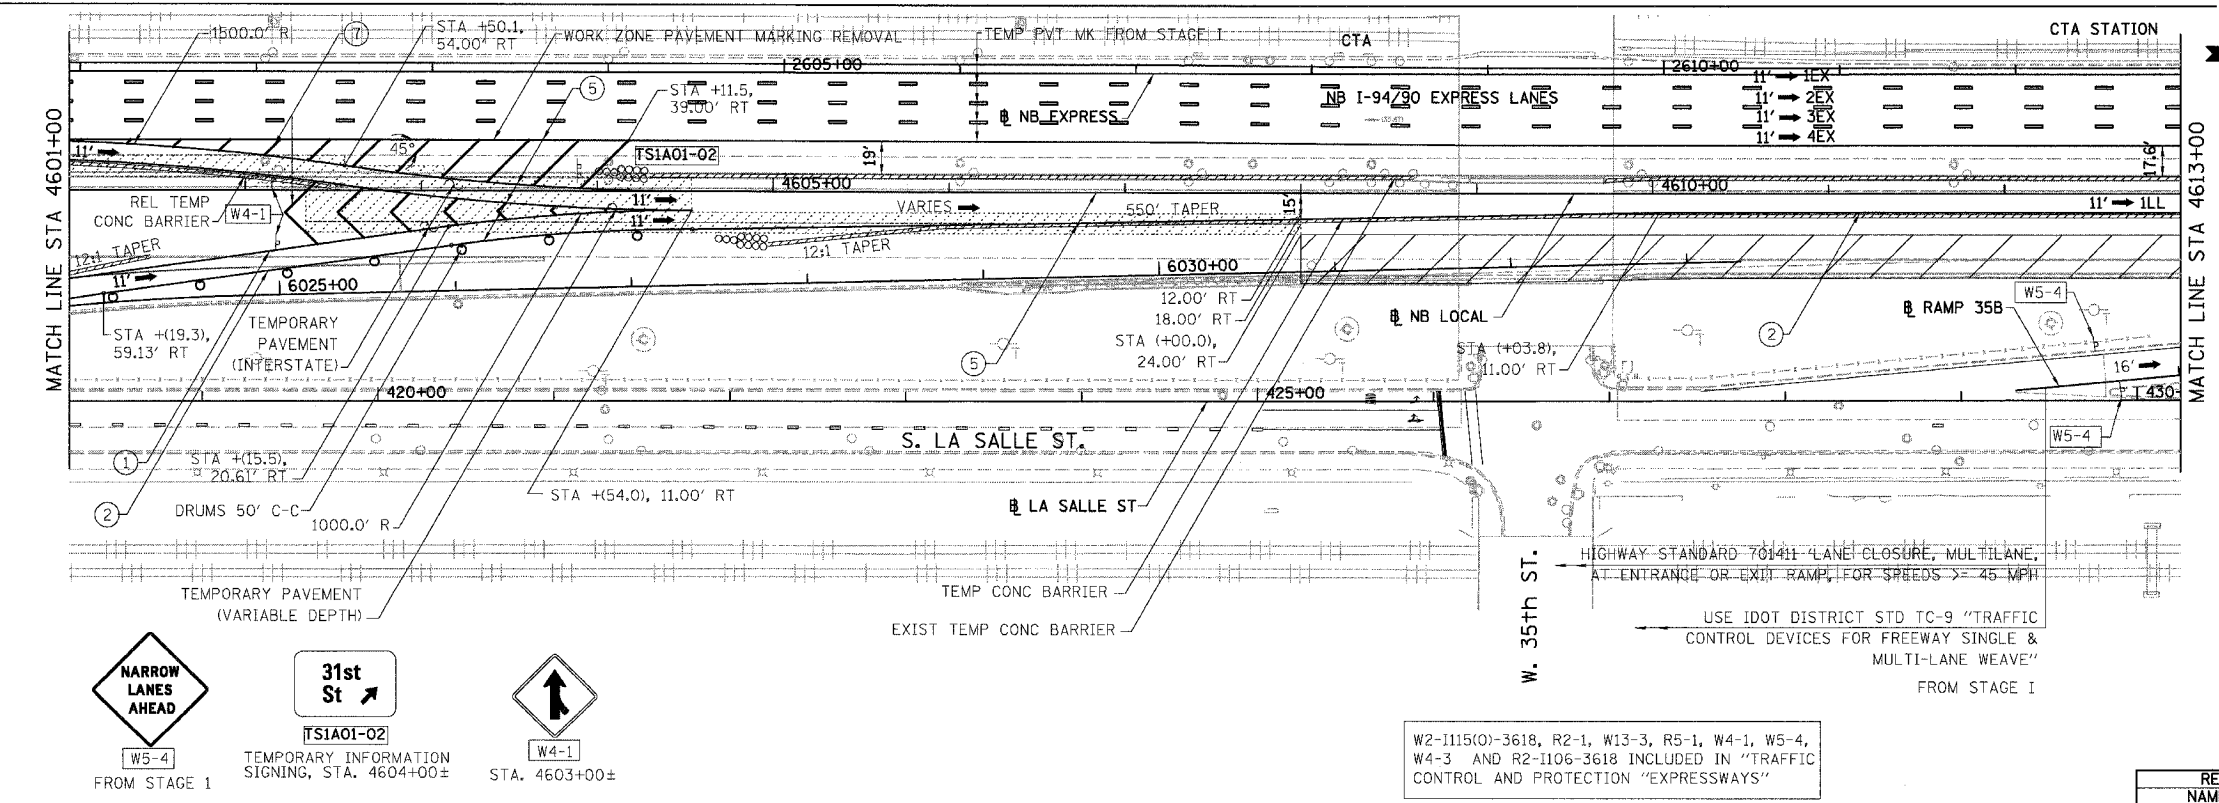 1500.0' R
7
STA +50.1,
54.00' RT
WORK ZONE PAVEMENT MARKING REMOVAL
TEMP PVT MK FROM STAGE I
CTA
CTA STATION
2605+00
2610+00
11' 1EX
11' 2EX
11' 3EX
11' 4EX
5
STA +11.5,
39.00' RT
NB I-94/90 EXPRESS LANES
℄ NB EXPRESS
MATCH LINE STA 4601+00
MATCH LINE STA 4613+00
11'
45°
TS1A01-02
19'
17.6'
4605+00
4610+00
REL TEMP
CONC BARRIER
W4-1
11'
11'
VARIES
550' TAPER
15'
11' 1LL
12:1 TAPER
12:1 TAPER
11'
6025+00
6030+00
12.00' RT
18.00' RT
STA (+00.0),
24.00' RT
℄ NB LOCAL
℄ RAMP 35B
W5-4
STA +(19.3),
59.13' RT
TEMPORARY
PAVEMENT
(INTERSTATE)
5
STA (+03.8),
11.00' RT
2
16'
420+00
425+00
430
S. LA SALLE ST.
W5-4
1
STA +(15.5),
20.61' RT
STA +(54.0), 11.00' RT
2
DRUMS 50' C-C
1000.0' R
℄ LA SALLE ST
TEMPORARY PAVEMENT
(VARIABLE DEPTH)
TEMP CONC BARRIER
EXIST TEMP CONC BARRIER
W. 35th ST.
HIGHWAY STANDARD 701411 "LANE CLOSURE, MULTILANE,
AT ENTRANCE OR EXIT RAMP, FOR SPEEDS >= 45 MPH
USE IDOT DISTRICT STD TC-9 "TRAFFIC
CONTROL DEVICES FOR FREEWAY SINGLE &
MULTI-LANE WEAVE"
FROM STAGE I
NARROW
LANES
AHEAD
W5-4
FROM STAGE 1
31st
St
TS1A01-02
TEMPORARY INFORMATION
SIGNING, STA. 4604+00±
W4-1
STA. 4603+00±
W2-I115(O)-3618, R2-1, W13-3, R5-1, W4-1, W5-4,
W4-3 AND R2-I106-3618 INCLUDED IN "TRAFFIC
CONTROL AND PROTECTION "EXPRESSWAYS"
RE
NAM